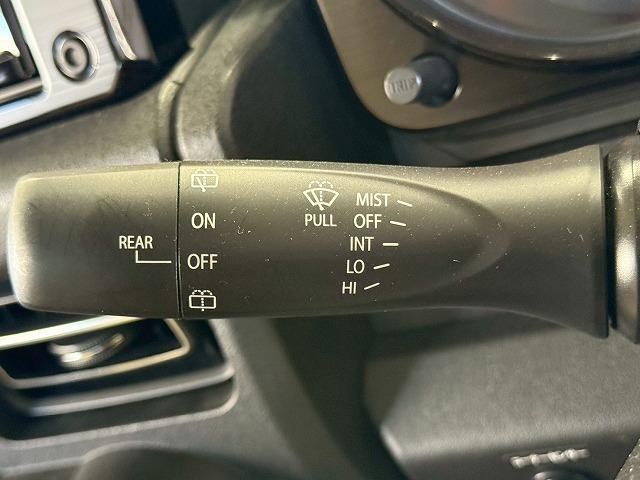 TRIP
MIST
OFF
INT
LO
HI
PULL
ON
OFF
REAR